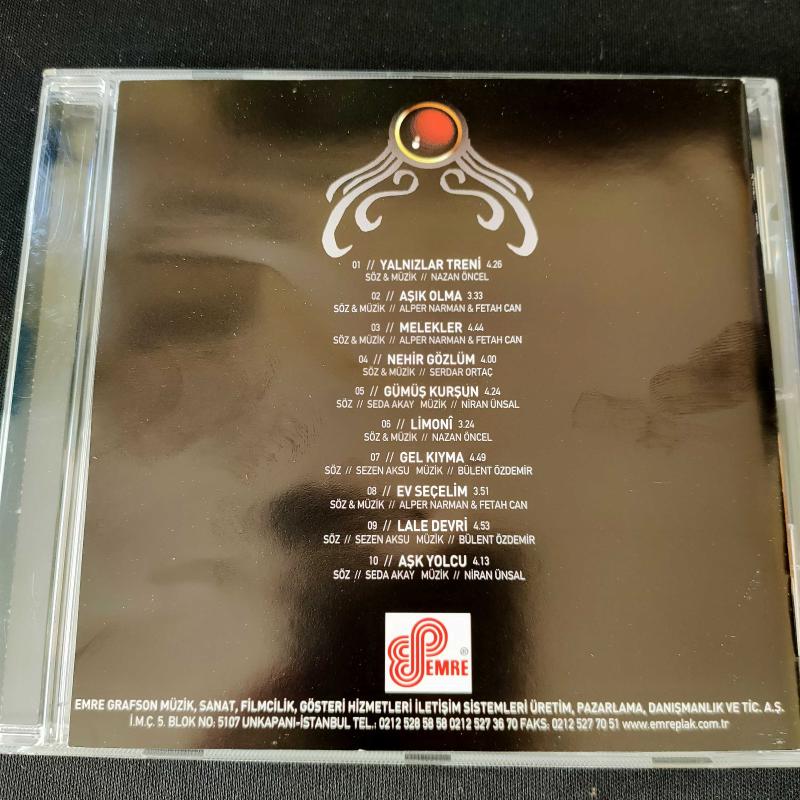 01 // YALNIZLAR TRENİ 4.26
SÖZ & MÜZİK // NAZAN ÖNCEL
02 // AŞIK OLMA 3.33
SÖZ & MÜZİK // ALPER NARMAN & FETAH CAN
03 // MELEKLER 4.44
SÖZ & MÜZİK // ALPER NARMAN & FETAH CAN
04 // NEHİR GÖZLÜM 4.00
SÖZ & MÜZİK // SERDAR ORTAÇ
05 // GÜMÜŞ KURŞUN 4.24
SÖZ // SEDA AKAY MÜZİK // NİRAN ÜNSAL
06 // LİMONÎ 3.24
SÖZ & MÜZİK // NAZAN ÖNCEL
07 // GEL KIYMA 4.49
SÖZ // SEZEN AKSU MÜZİK // BÜLENT ÖZDEMİR
08 // EV SEÇELİM 3.51
SÖZ & MÜZİK // ALPER NARMAN & FETAH CAN
09 // LALE DEVRİ 4.53
SÖZ // SEZEN AKSU MÜZİK // BÜLENT ÖZDEMİR
10 // AŞK YOLCU 4.13
SÖZ // SEDA AKAY MÜZİK // NİRAN ÜNSAL
EMRE ®
EMRE GRAFSON MÜZİK, SANAT, FİLMCİLİK, GÖSTERİ HİZMETLERİ İLETİŞİM SİSTEMLERİ ÜRETİM, PAZARLAMA, DANIŞMANLIK VE TİC. A.Ş.
İ.M.Ç. 5. BLOK NO: 5107 UNKAPANI-İSTANBUL TEL.: 0212 528 58 58 0212 527 36 70 FAKS: 0212 527 70 51 www.emreplak.com.tr